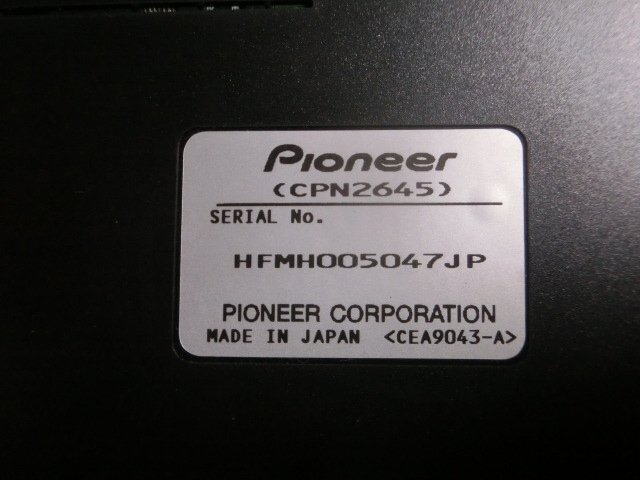 Pioneer
(CPN2645)
SERIAL No.
HFMH005047JP
PIONEER CORPORATION
MADE IN JAPAN <CEA9043-A>